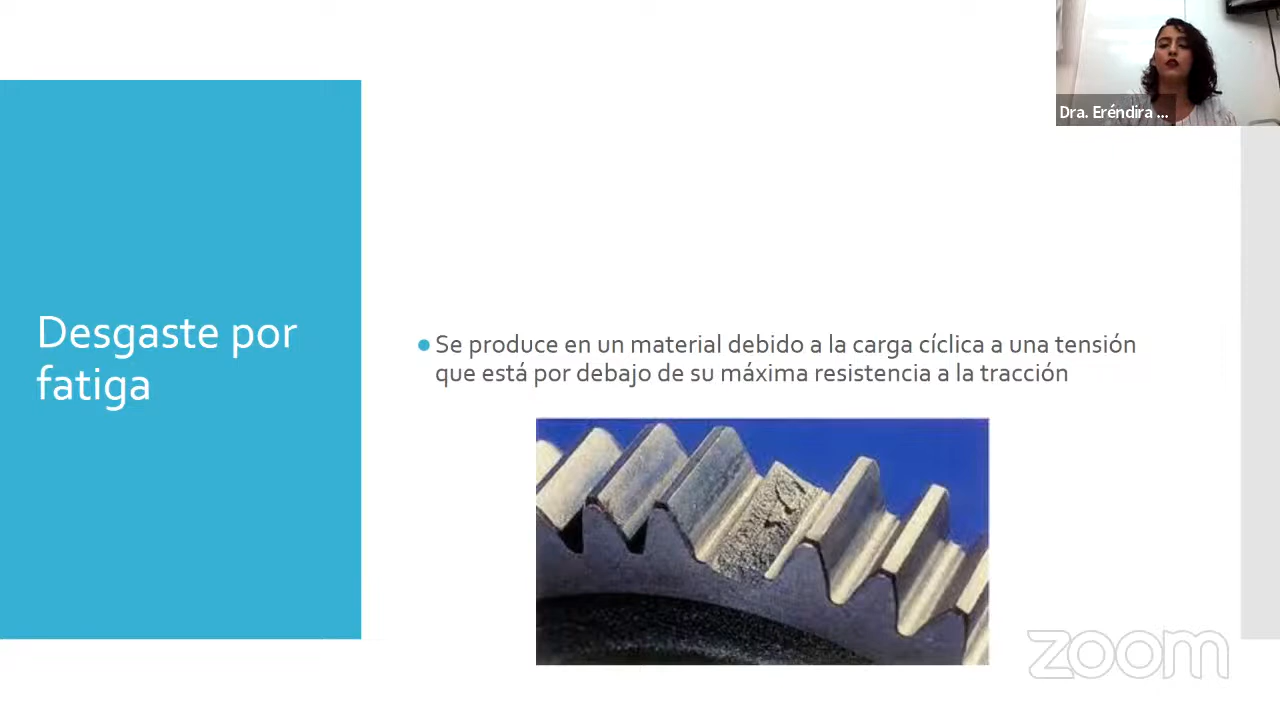 Dra. Eréndira ...
Desgaste por
fatiga
Se produce en un material debido a la carga cíclica a una tensión
que está por debajo de su máxima resistencia a la tracción
zoom